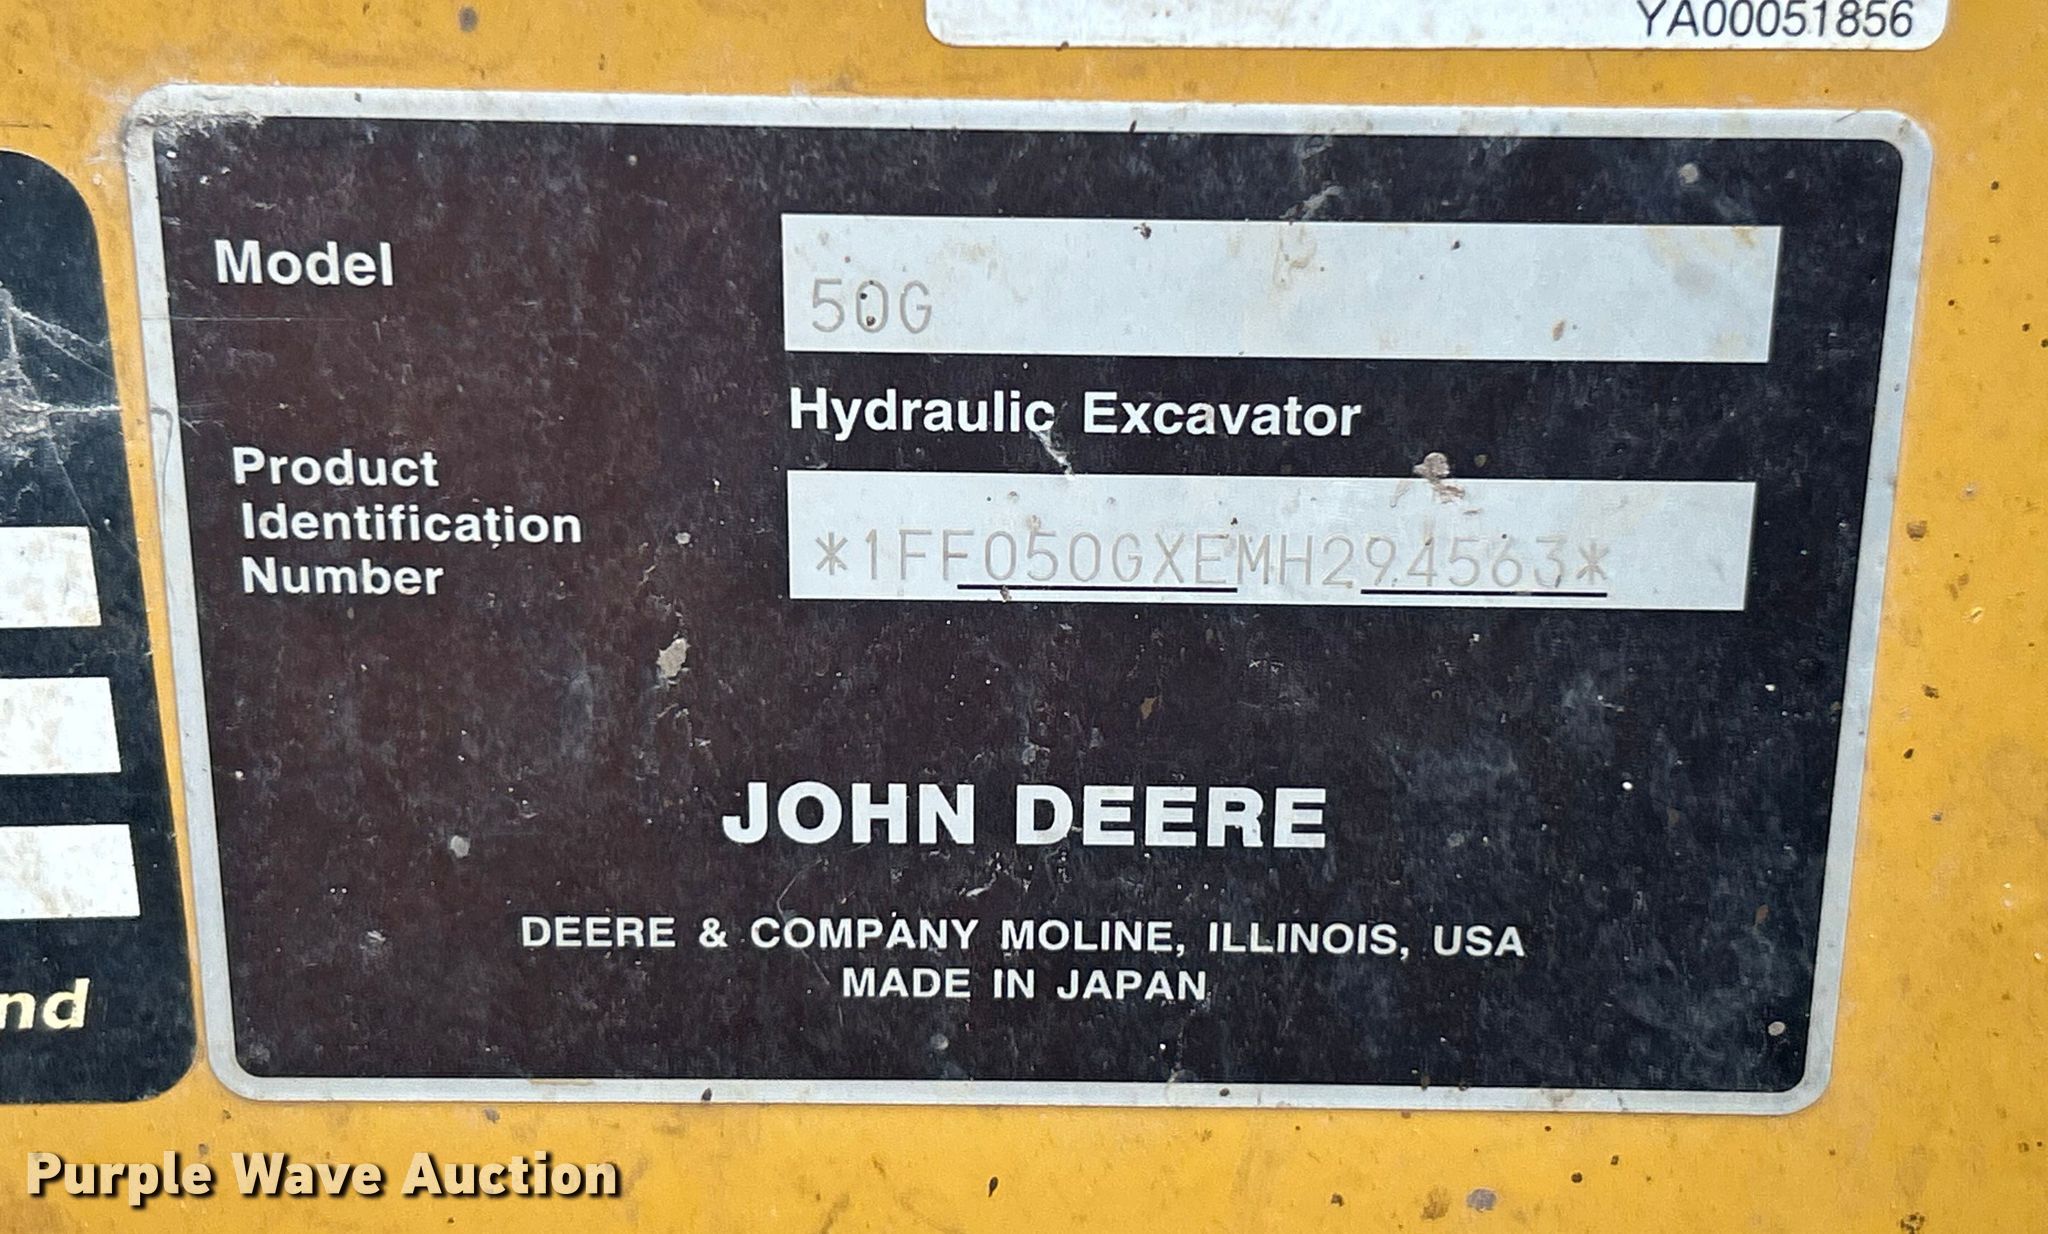 YA00051856
Model
50G
Hydraulic Excavator
Product
Identification
Number
*1FF050GXEMH294563*
JOHN DEERE
DEERE & COMPANY MOLINE, ILLINOIS, USA
MADE IN JAPAN
nd
Purple Wave Auction